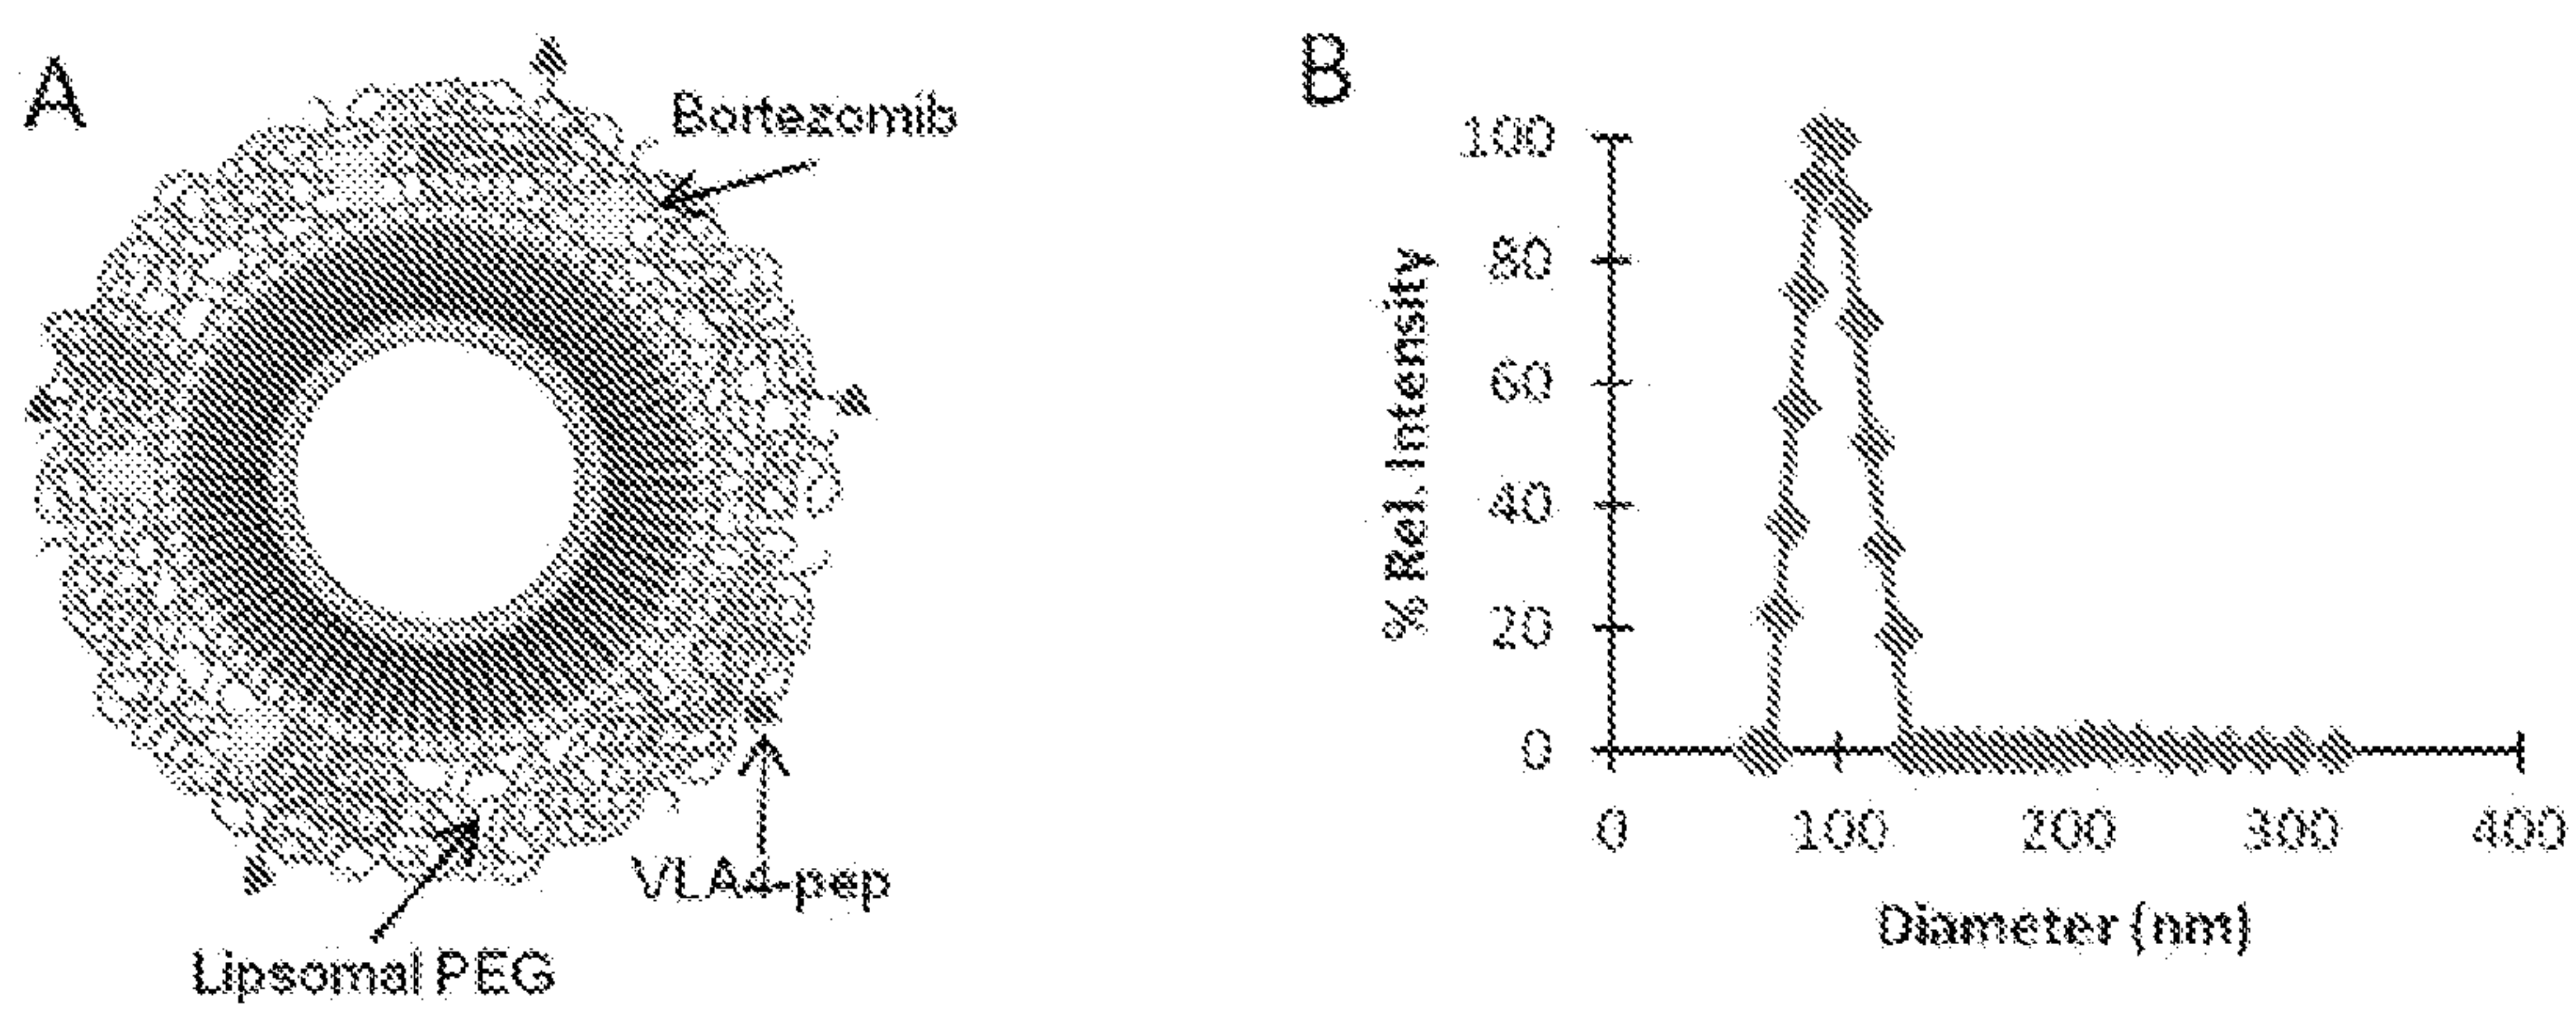 A
Bortezomib
VLA4-pep
Lipsomal PEG
B
% Rel. Intensity
100
80
60
40
20
0
0 100 200 300 400
Diameter (nm)